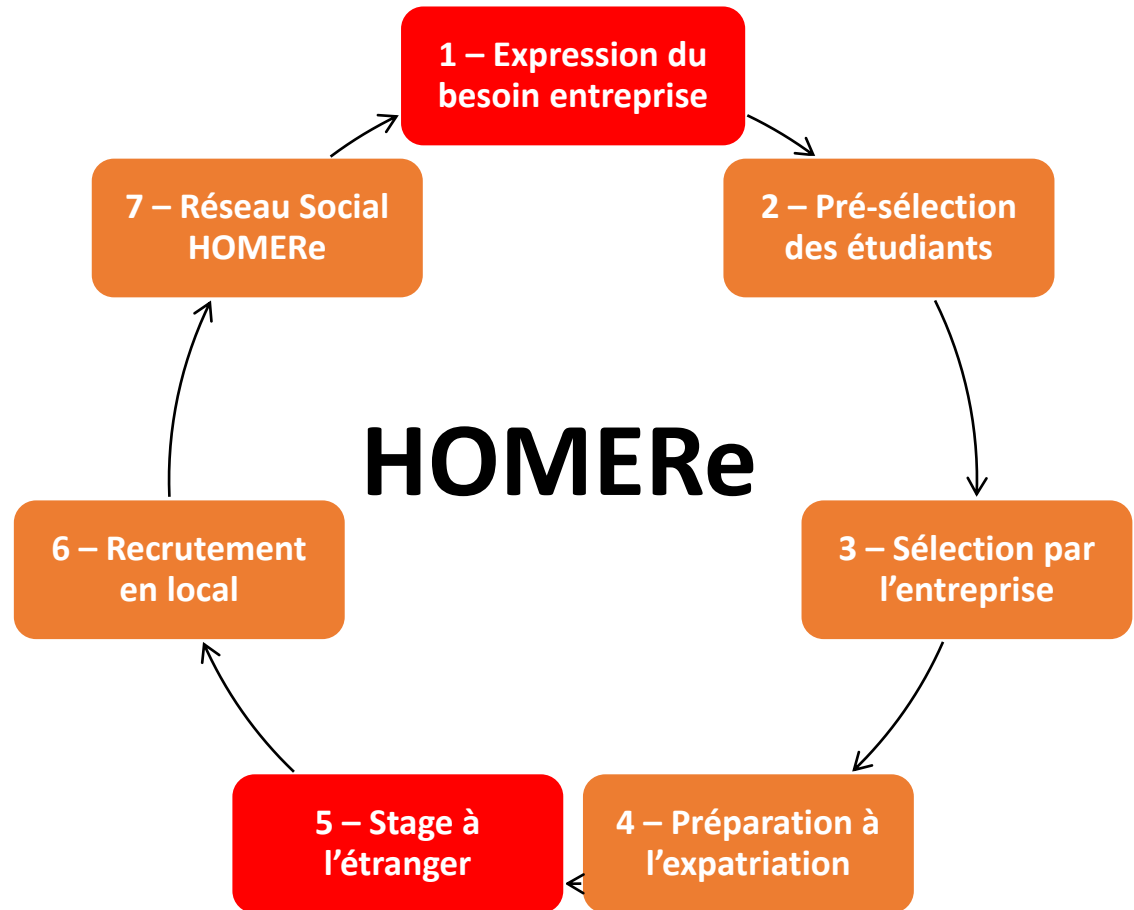 1 – Expression du
besoin entreprise
2 – Pré-sélection
des étudiants
3 – Sélection par
l’entreprise
4 – Préparation à
l’expatriation
5 – Stage à
l’étranger
6 – Recrutement
en local
7 – Réseau Social
HOMERe
HOMERe